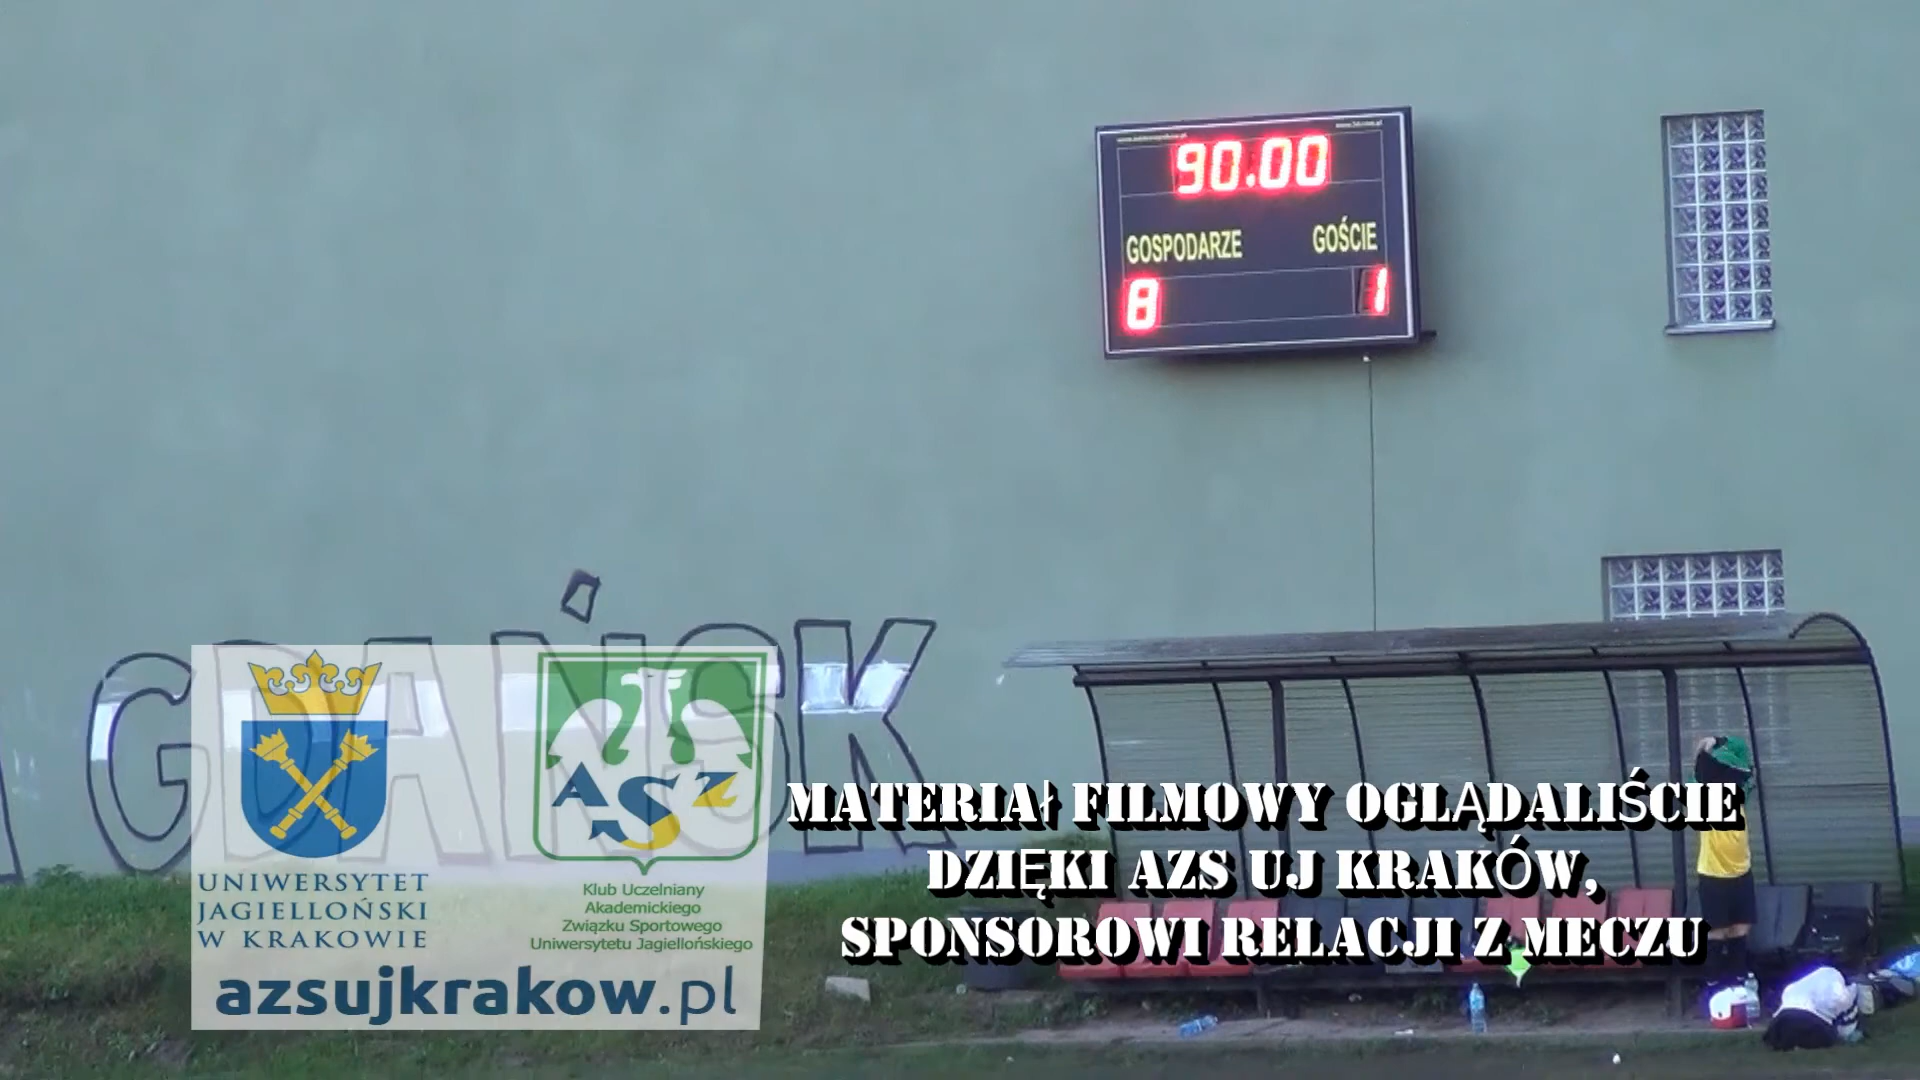 90.00
GOSPODARZE GOŚCIE
8 1
GDAŃSK
UNIWERSYTET
JAGIELLOŃSKI
W KRAKOWIE
AZS
Klub Uczelniany
Akademickiego
Związku Sportowego
Uniwersytetu Jagiellońskiego
azsujkrakow.pl
MATERIAł FILMOWY OGLĄDALIŚCIE
DZIĘKI AZS UJ KRAKÓW,
SPONSOROWI RELACJI Z MECZU